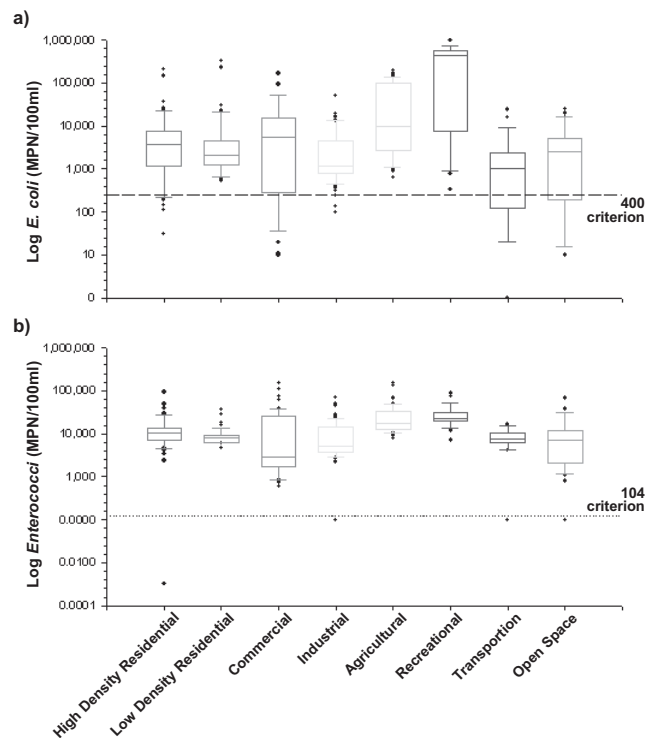 a)
Log E. coli (MPN/100ml)
1,000,000
100,000
10,000
1,000
100
10
0
400
criterion
b)
Log Enterococci (MPN/100ml)
1,000,000
100,000
10,000
1,000
0.0000
0.0100
0.0001
104
criterion
High Density Residential
Low Density Residential
Commercial
Industrial
Agricultural
Recreational
Transportion
Open Space